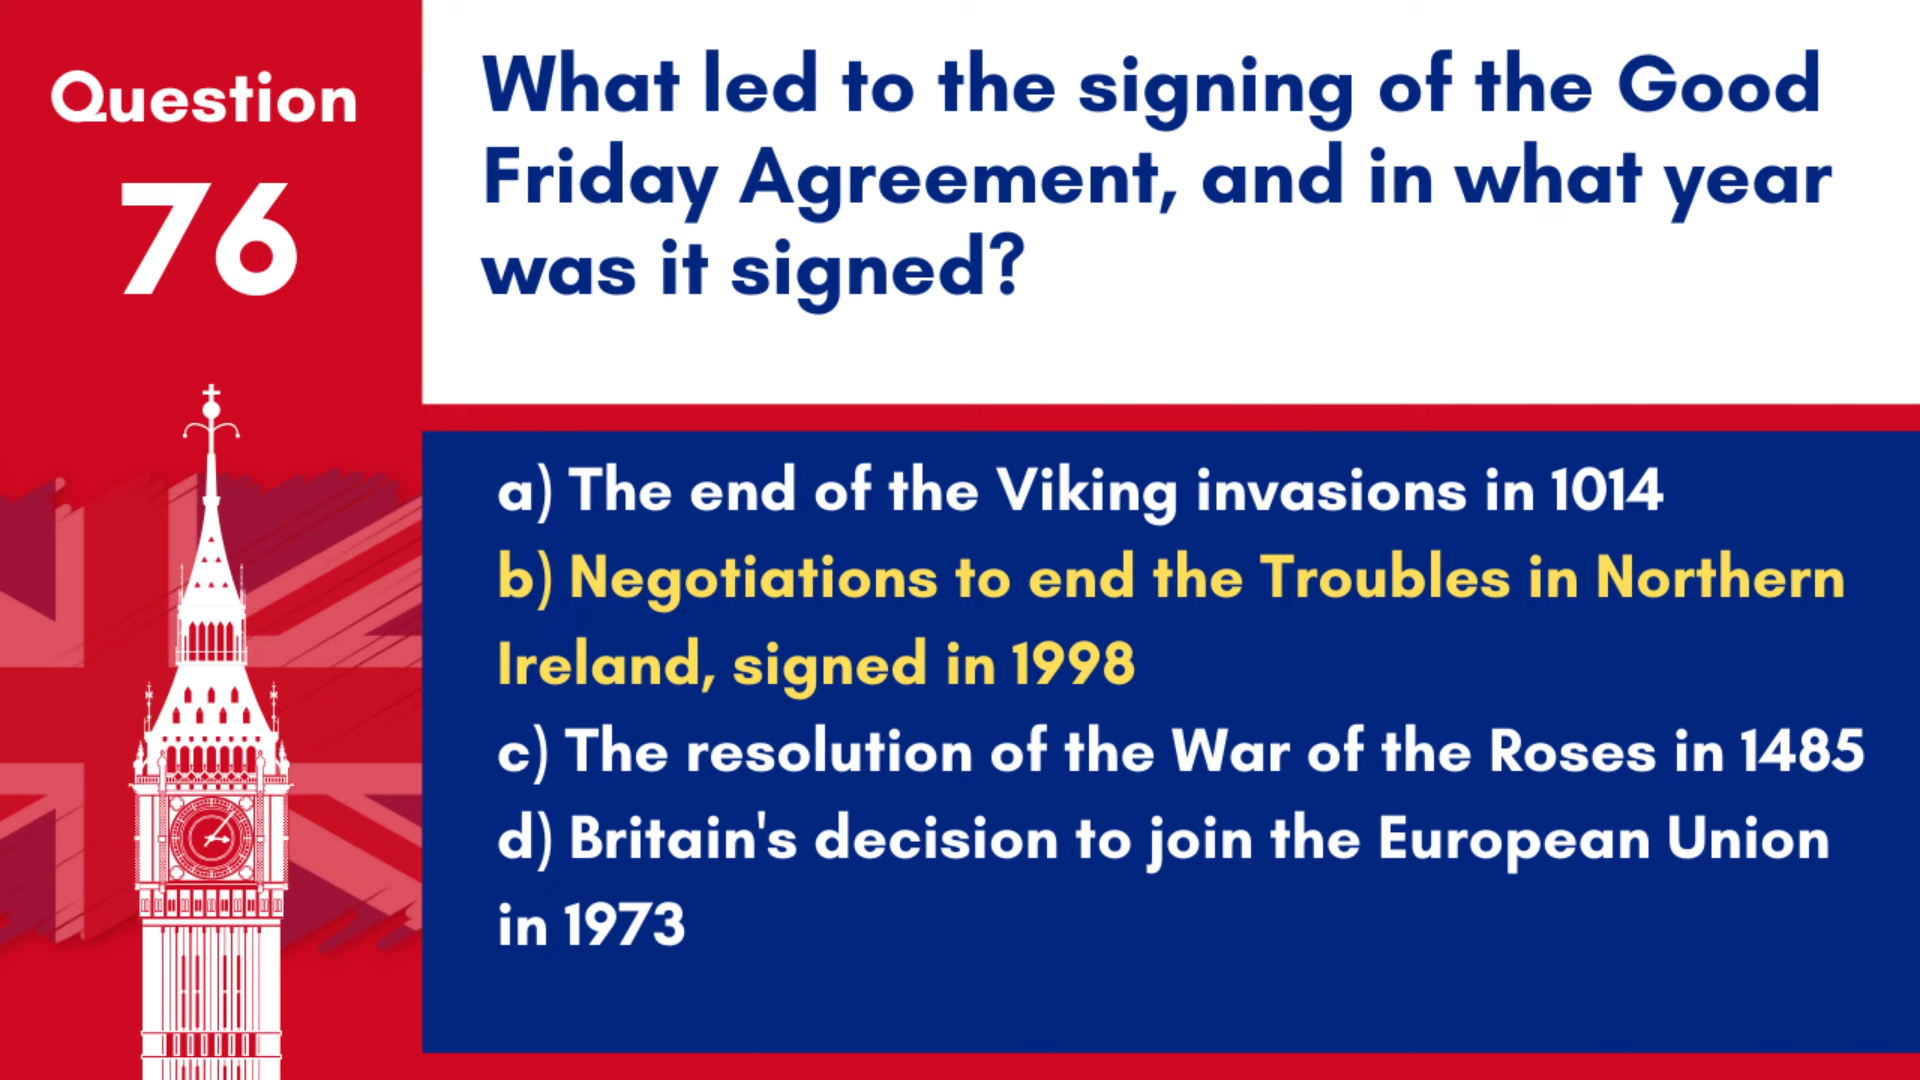 Question
76
What led to the signing of the Good
Friday Agreement, and in what year
was it signed?
a) The end of the Viking invasions in 1014
b) Negotiations to end the Troubles in Northern
Ireland, signed in 1998
c) The resolution of the War of the Roses in 1485
d) Britain's decision to join the European Union
in 1973